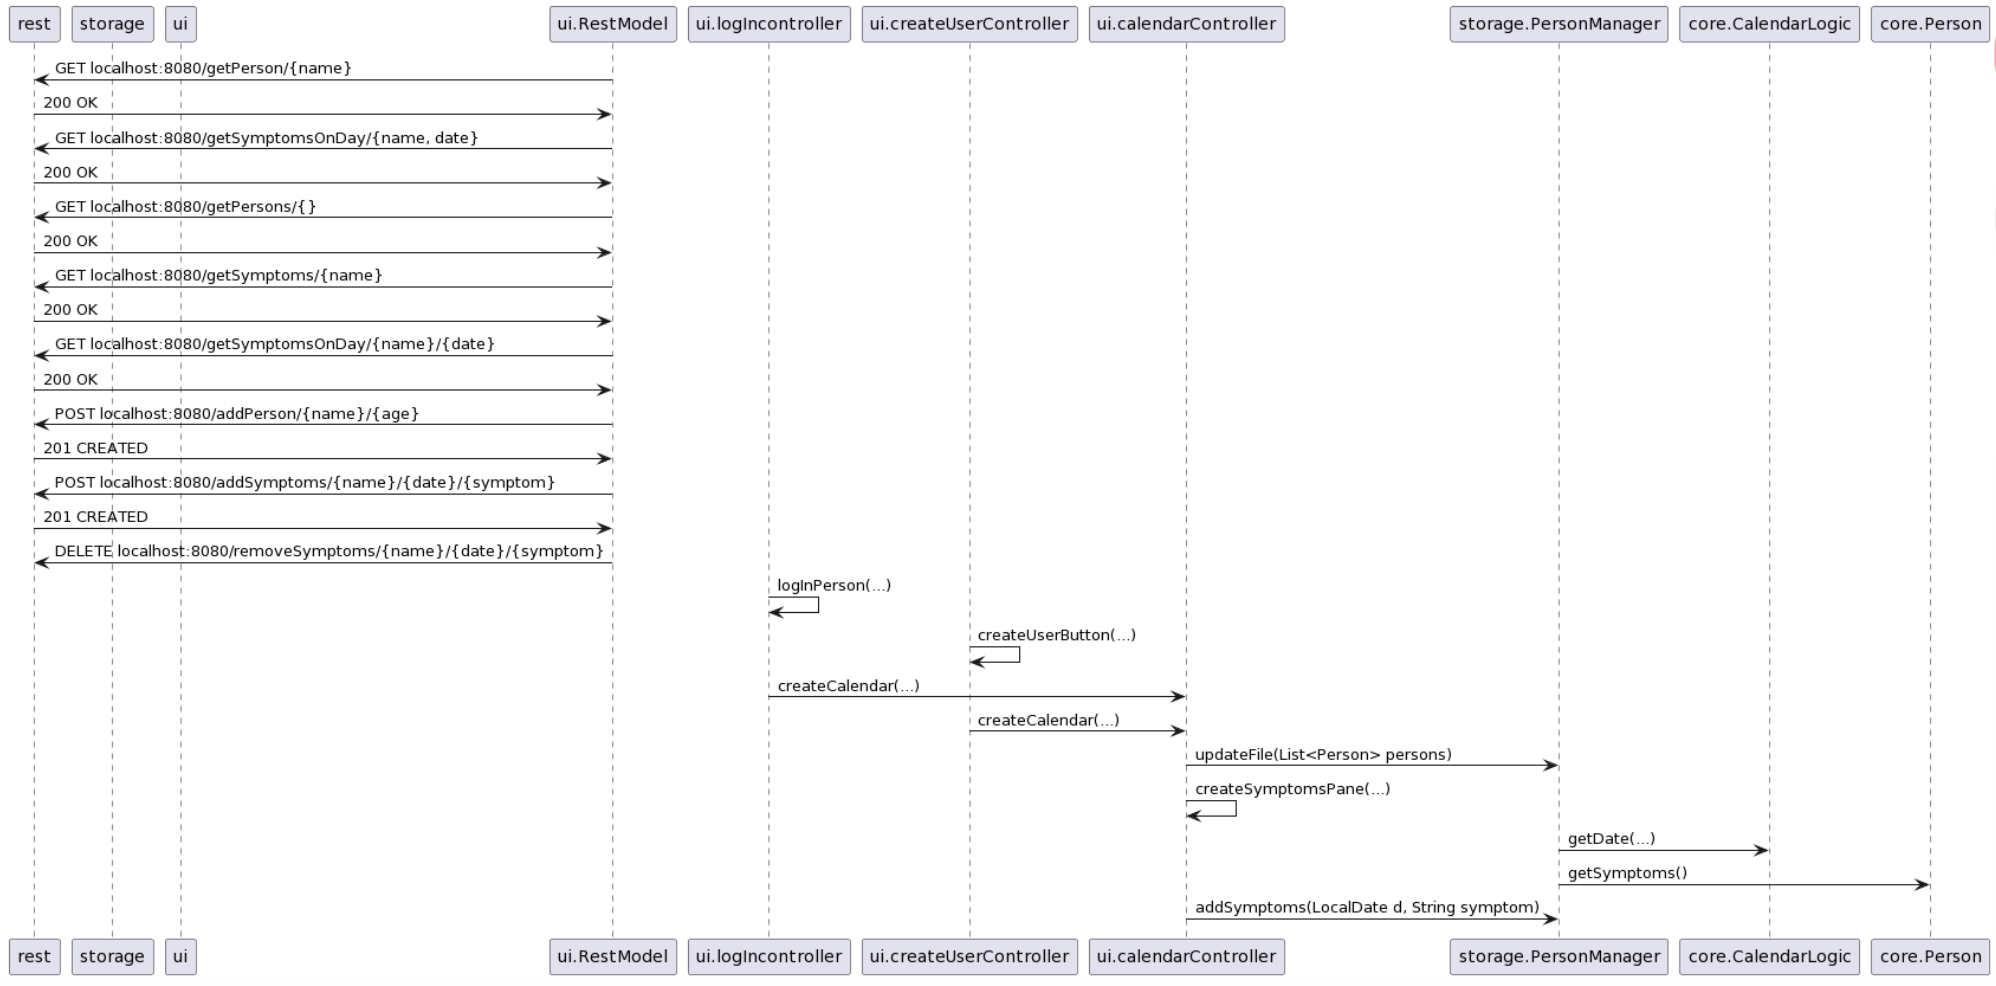 rest storage ui ui.RestModel ui.logIncontroller ui.createUserController ui.calendarController storage.PersonManager core.CalendarLogic core.Person
GET localhost:8080/getPerson/{name}
200 OK
GET localhost:8080/getSymptomsOnDay/{name, date}
200 OK
GET localhost:8080/getPersons/{}
200 OK
GET localhost:8080/getSymptoms/{name}
200 OK
GET localhost:8080/getSymptomsOnDay/{name}/{date}
200 OK
POST localhost:8080/addPerson/{name}/{age}
201 CREATED
POST localhost:8080/addSymptoms/{name}/{date}/{symptom}
201 CREATED
DELETE localhost:8080/removeSymptoms/{name}/{date}/{symptom}
logInPerson(...)
createUserButton(...)
createCalendar(...)
createCalendar(...)
updateFile(List<Person> persons)
createSymptomsPane(...)
getDate(...)
getSymptoms()
addSymptoms(LocalDate d, String symptom)
rest storage ui ui.RestModel ui.logIncontroller ui.createUserController ui.calendarController storage.PersonManager core.CalendarLogic core.Person